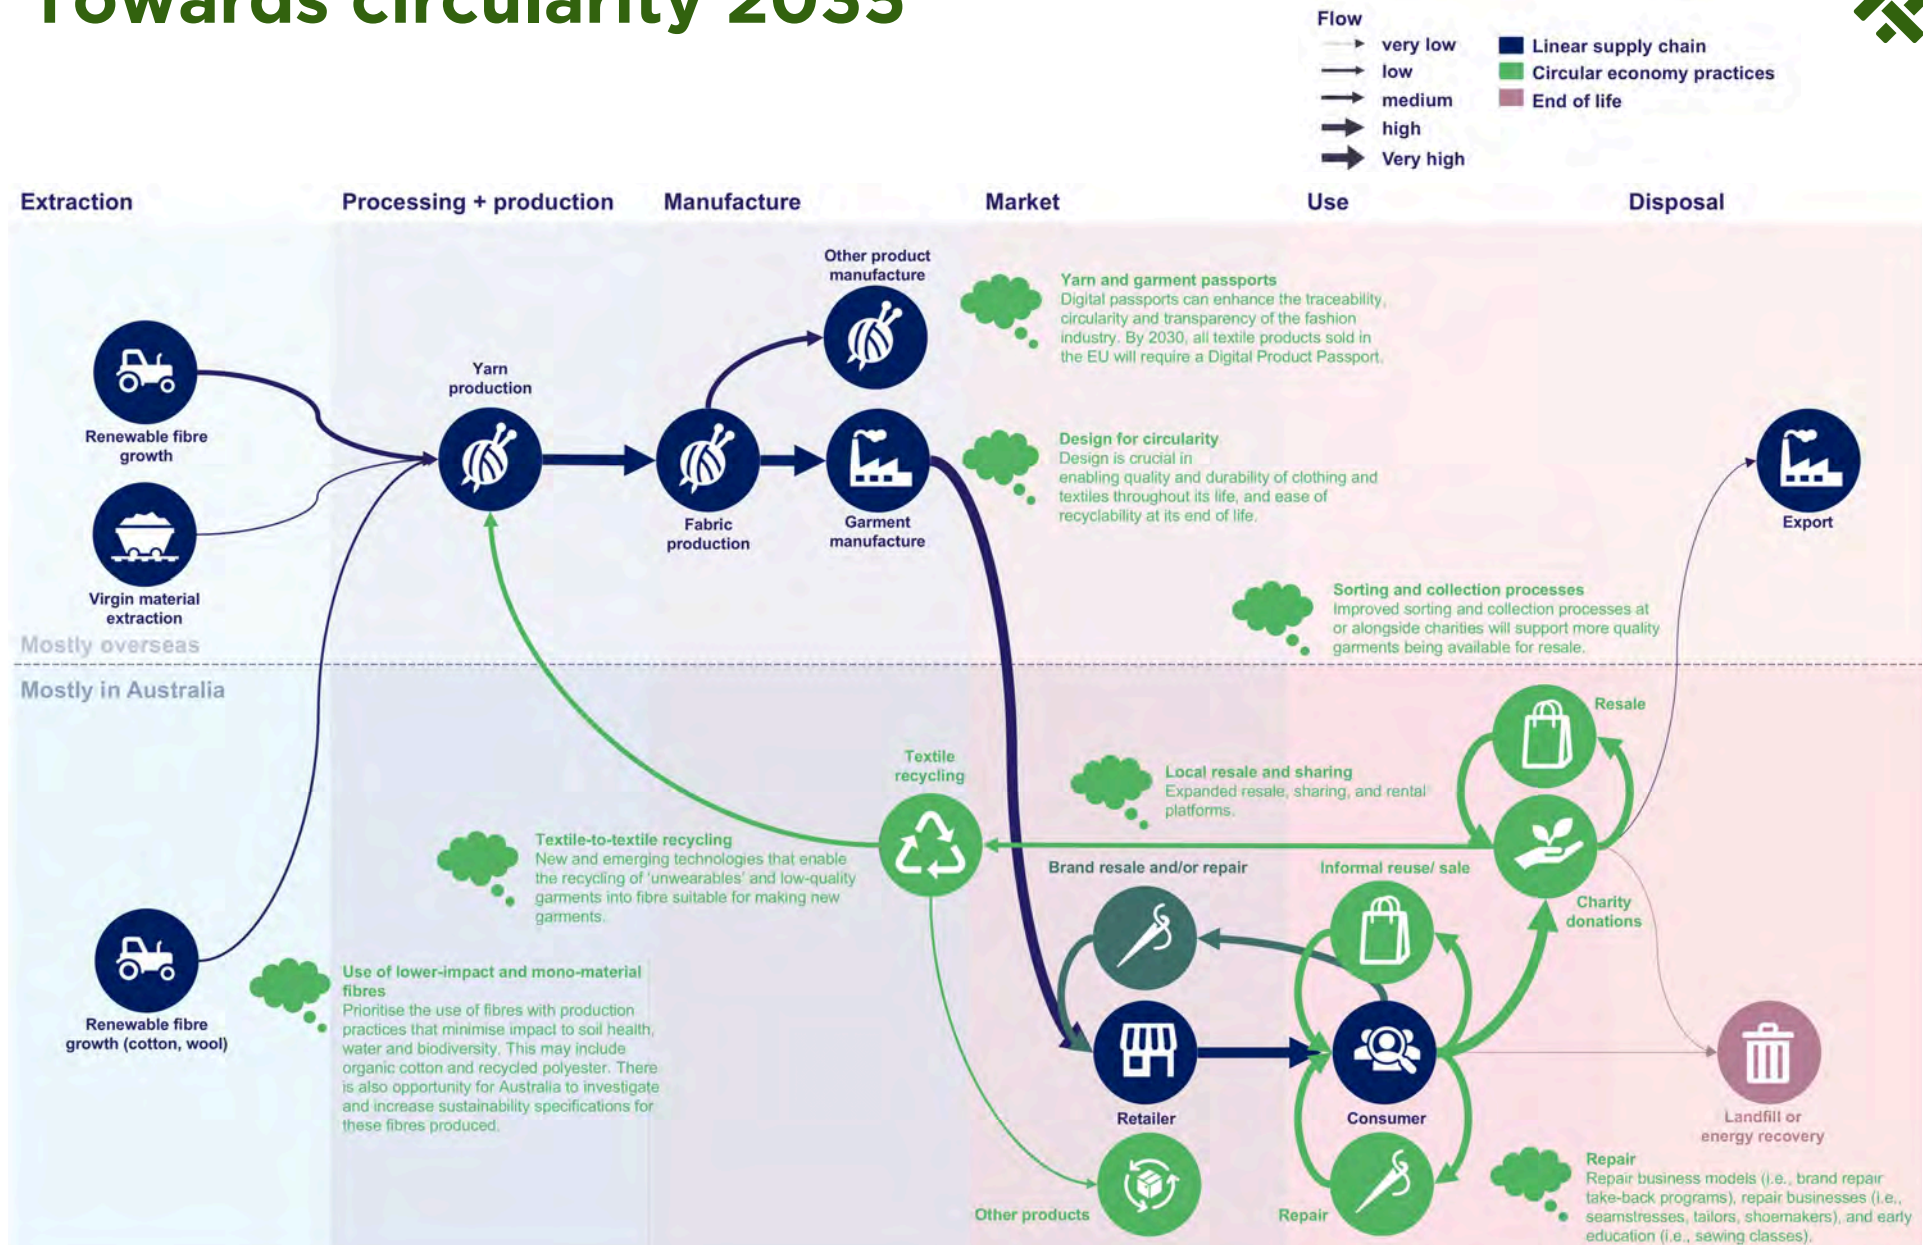 Towards circularity 2035
Flow
very low
low
medium
high
Very high
Linear supply chain
Circular economy practices
End of life
Extraction
Processing + production
Manufacture
Market
Use
Disposal
Other product
manufacture
Yarn and garment passports
Digital passports can enhance the traceability,
circularity and transparency of the fashion
industry. By 2030, all textile products sold in
the EU will require a Digital Product Passport.
Yarn
production
Renewable fibre
growth
Design for circularity
Design is crucial in
enabling quality and durability of clothing and
textiles throughout its life, and ease of
recyclability at its end of life.
Fabric
production
Garment
manufacture
Export
Virgin material
extraction
Sorting and collection processes
Improved sorting and collection processes at
or alongside charities will support more quality
garments being available for resale.
Mostly overseas
Mostly in Australia
Resale
Textile
recycling
Local resale and sharing
Expanded resale, sharing, and rental
platforms.
Textile-to-textile recycling
New and emerging technologies that enable
the recycling of ‘unwearables’ and low-quality
garments into fibre suitable for making new
garments.
Brand resale and/or repair
Informal reuse/ sale
Charity
donations
Use of lower-impact and mono-material
fibres
Prioritise the use of fibres with production
practices that minimise impact to soil health,
water and biodiversity. This may include
organic cotton and recycled polyester. There
is also opportunity for Australia to investigate
and increase sustainability specifications for
these fibres produced.
Renewable fibre
growth (cotton, wool)
Retailer
Consumer
Landfill or
energy recovery
Other products
Repair
Repair
Repair business models (i.e., brand repair
take-back programs), repair businesses (i.e.,
seamstresses, tailors, shoemakers), and early
education (i.e., sewing classes).